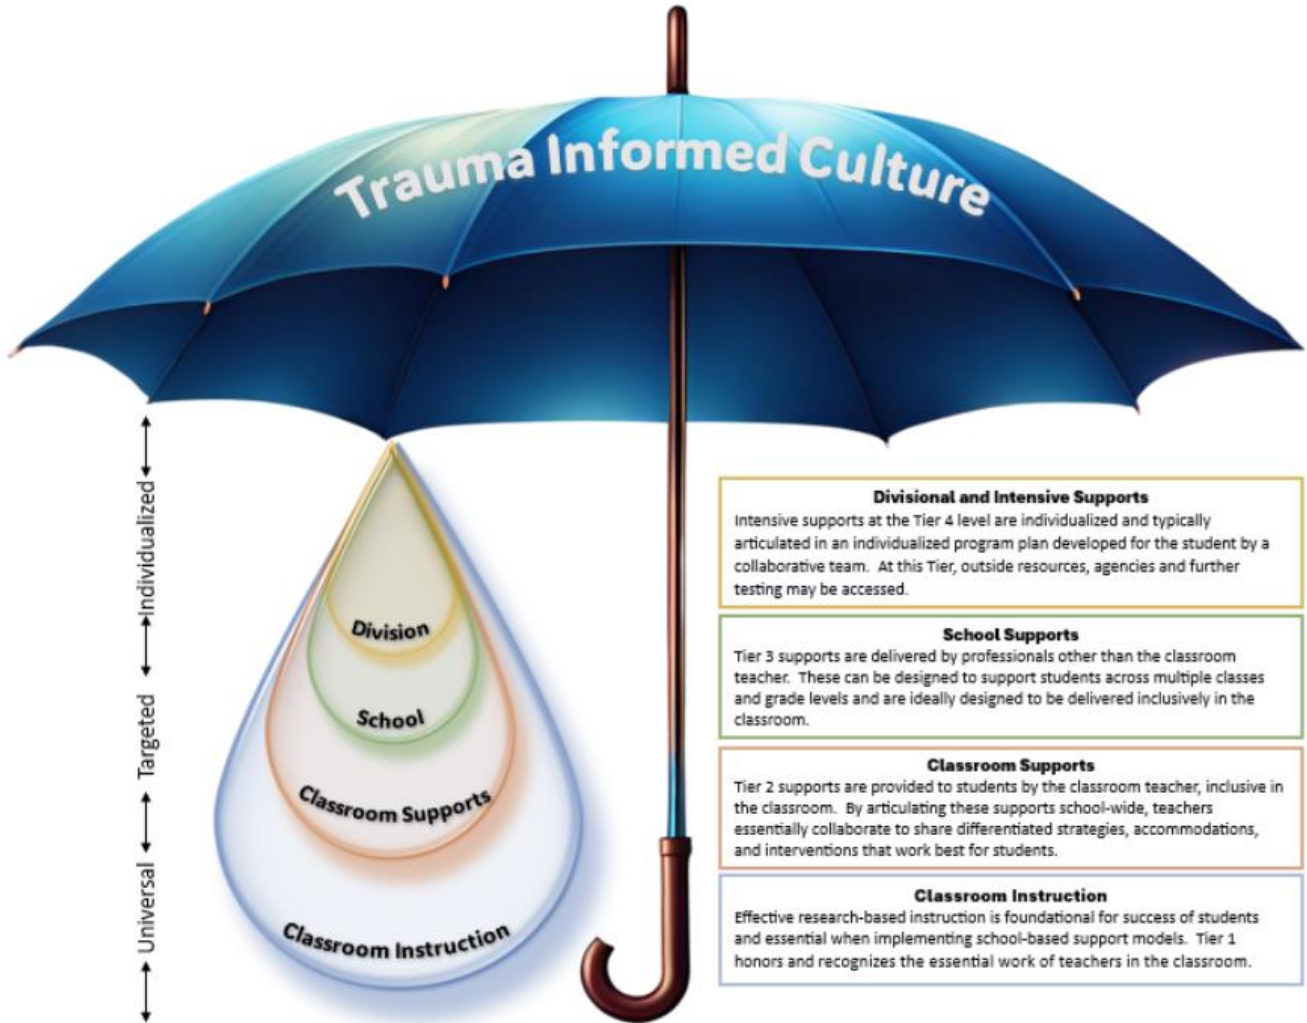 Trauma Informed Culture
Individualized
Targeted
Universal
Division
School
Classroom Supports
Classroom Instruction
Divisional and Intensive Supports
Intensive supports at the Tier 4 level are individualized and typically
articulated in an individualized program plan developed for the student by a
collaborative team.  At this Tier, outside resources, agencies and further
testing may be accessed.
School Supports
Tier 3 supports are delivered by professionals other than the classroom
teacher.  These can be designed to support students across multiple classes
and grade levels and are ideally designed to be delivered inclusively in the
classroom.
Classroom Supports
Tier 2 supports are provided to students by the classroom teacher, inclusive in
the classroom.  By articulating these supports school-wide, teachers
essentially collaborate to share differentiated strategies, accommodations,
and interventions that work best for students.
Classroom Instruction
Effective research-based instruction is foundational for success of students
and essential when implementing school-based support models.  Tier 1
honors and recognizes the essential work of teachers in the classroom.